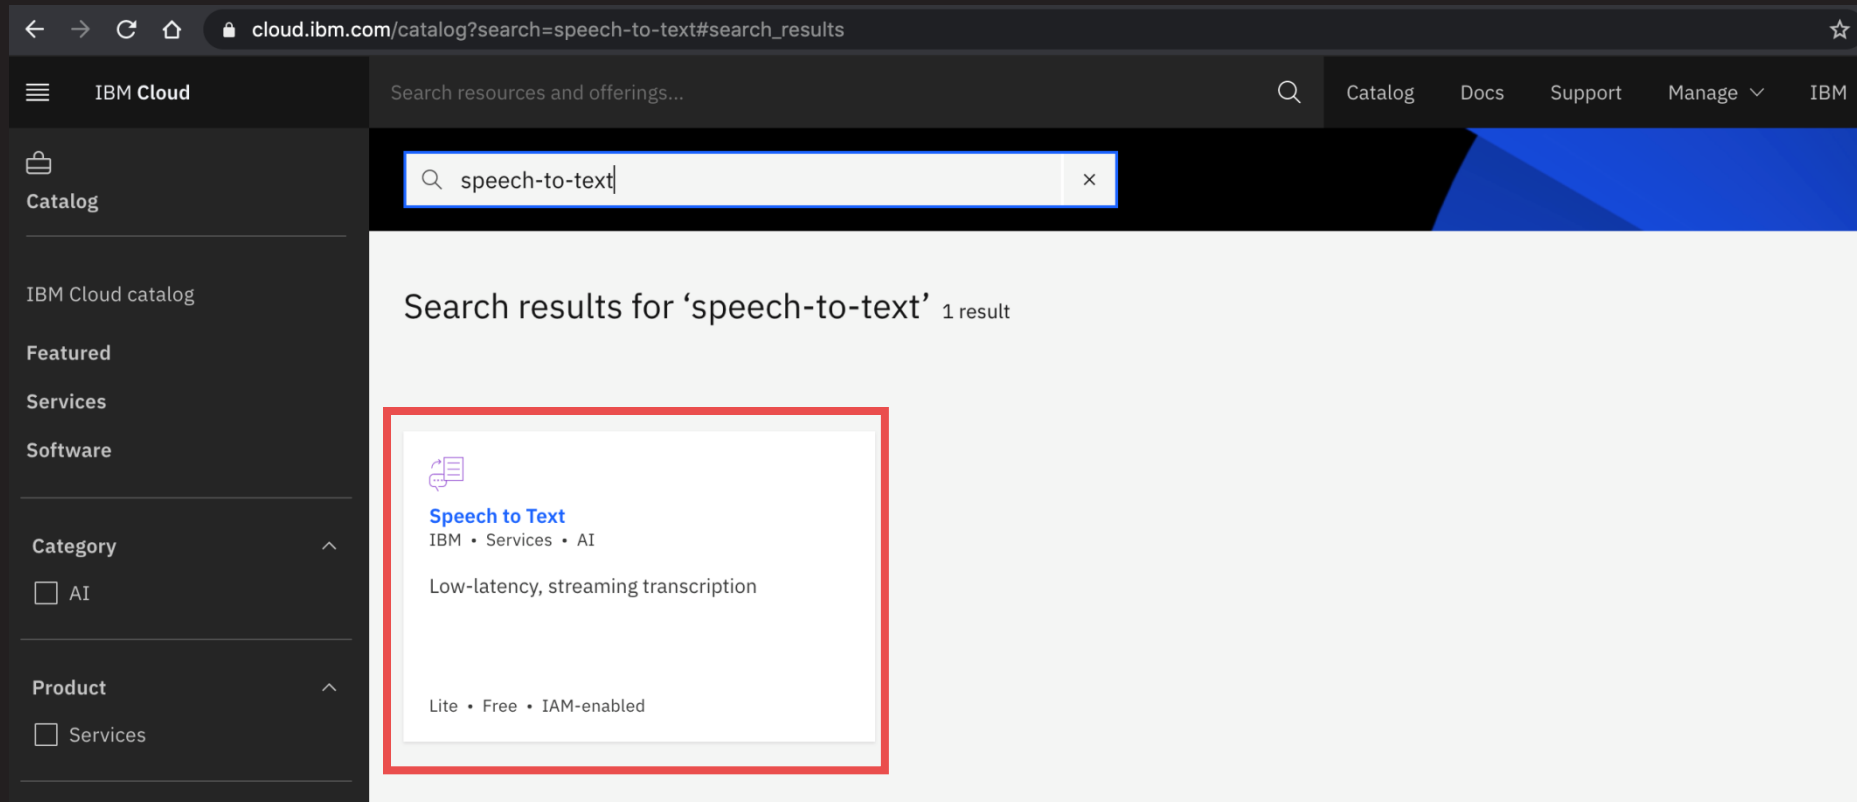 cloud.ibm.com/catalog?search=speech-to-text#search_results
IBM Cloud
Search resources and offerings...
Catalog
Docs
Support
Manage
IBM
Catalog
IBM Cloud catalog
Featured
Services
Software
Category
AI
Product
Services
speech-to-text
Search results for ‘speech-to-text’ 1 result
Speech to Text
IBM • Services • AI
Low-latency, streaming transcription
Lite • Free • IAM-enabled